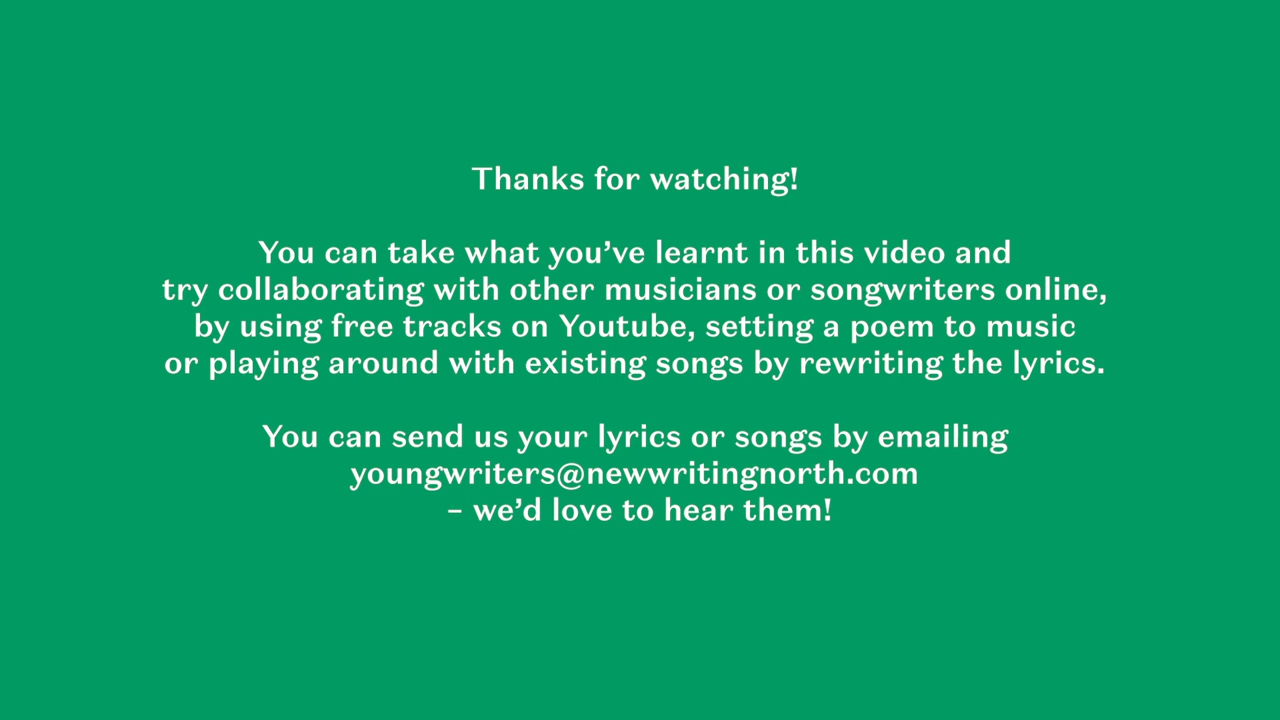 Thanks for watching!
You can take what you’ve learnt in this video and
try collaborating with other musicians or songwriters online,
by using free tracks on Youtube, setting a poem to music
or playing around with existing songs by rewriting the lyrics.
You can send us your lyrics or songs by emailing
youngwriters@newwritingnorth.com
– we’d love to hear them!